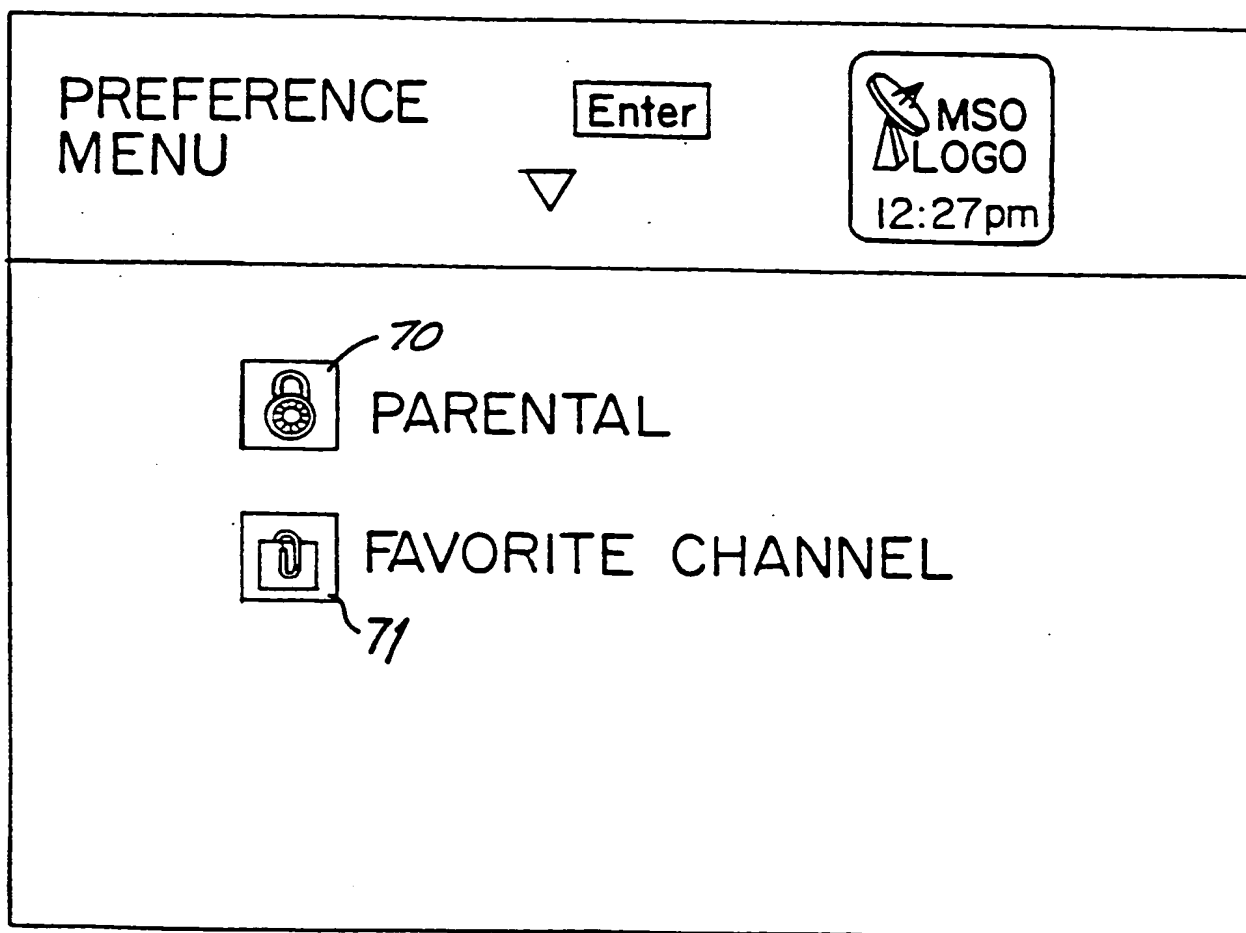 PREFERENCE
MENU
Enter
MSO
LOGO
12:27pm
70
PARENTAL
FAVORITE CHANNEL
71